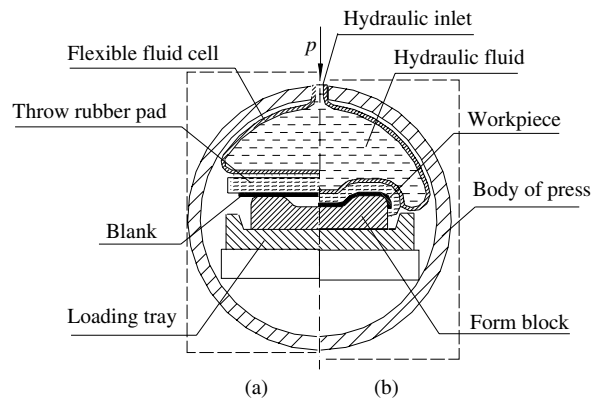 Hydraulic inlet
p
Flexible fluid cell
Hydraulic fluid
Throw rubber pad
Workpiece
Body of press
Blank
Loading tray
Form block
(a)
(b)